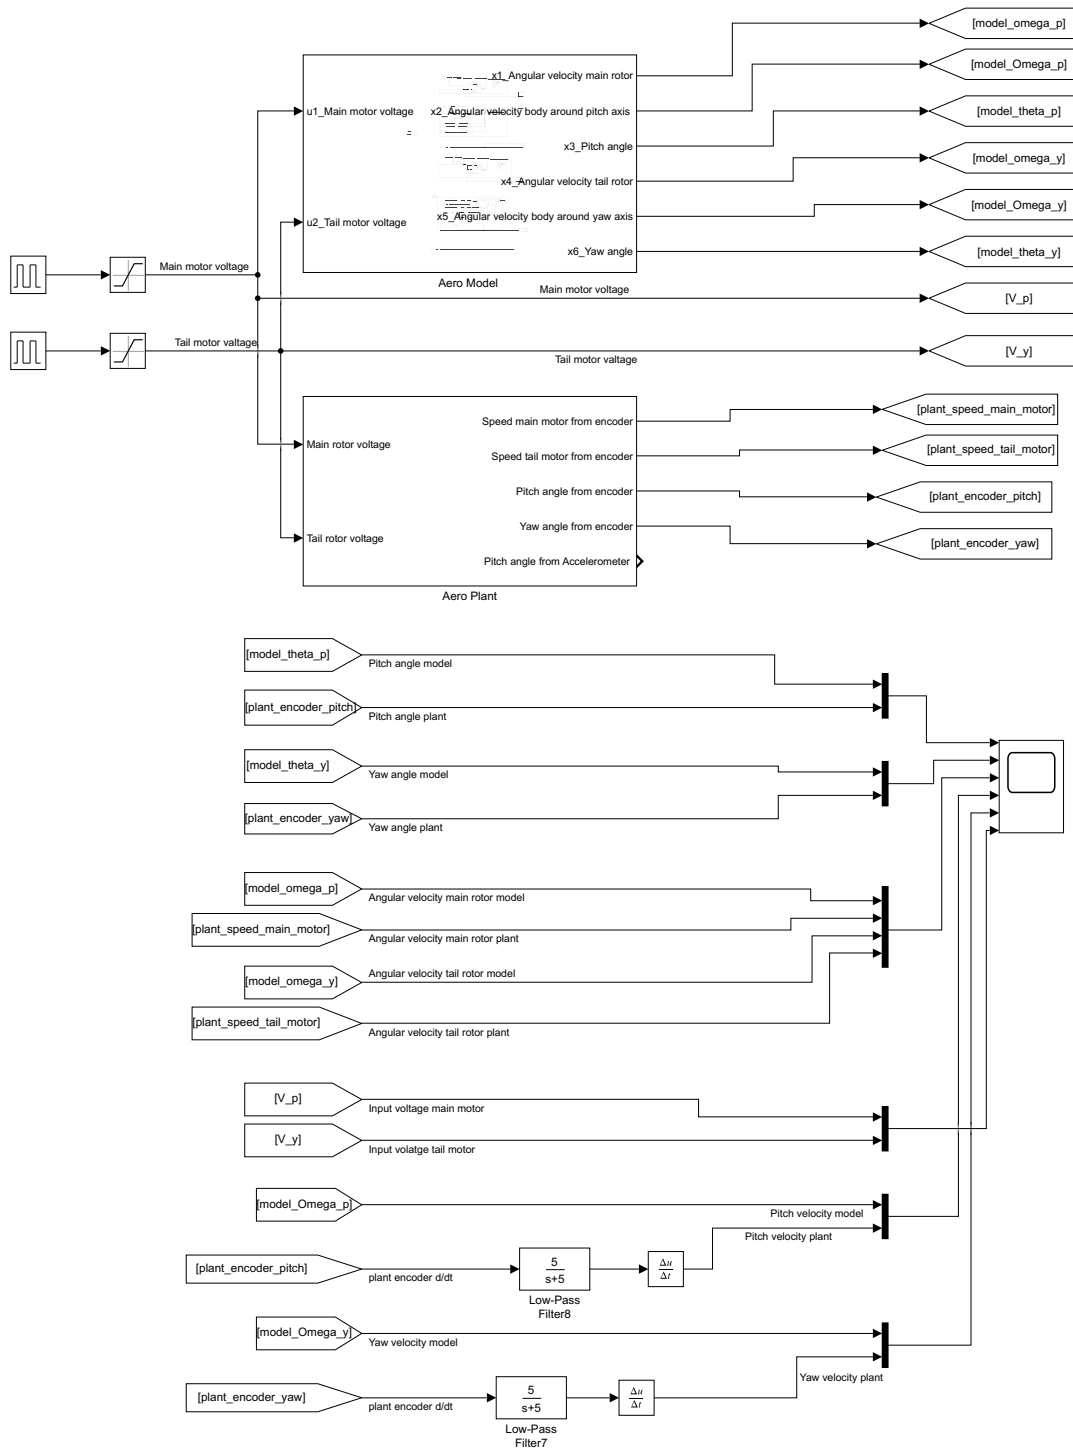 [model_omega_p]
[model_Omega_p]
[model_theta_p]
[model_omega_y]
[model_Omega_y]
[model_theta_y]
[V_p]
[V_y]
x1_Angular velocity main rotor
u1_Main motor voltage
x2_Angular velocity body around pitch axis
x3_Pitch angle
x4_Angular velocity tail rotor
u2_Tail motor voltage
x5_Angular velocity body around yaw axis
x6_Yaw angle
Aero Model
Main motor voltage
Main motor voltage
Tail motor valtage
Tail motor valtage
Speed main motor from encoder
Main rotor voltage
Speed tail motor from encoder
Pitch angle from encoder
Yaw angle from encoder
Tail rotor voltage
Pitch angle from Accelerometer
Aero Plant
[plant_speed_main_motor]
[plant_speed_tail_motor]
[plant_encoder_pitch]
[plant_encoder_yaw]
[model_theta_p]
Pitch angle model
[plant_encoder_pitch]
Pitch angle plant
[model_theta_y]
Yaw angle model
[plant_encoder_yaw]
Yaw angle plant
[model_omega_p]
Angular velocity main rotor model
[plant_speed_main_motor]
Angular velocity main rotor plant
[model_omega_y]
Angular velocity tail rotor model
[plant_speed_tail_motor]
Angular velocity tail rotor plant
[V_p]
Input voltage main motor
[V_y]
Input volatge tail motor
[model_Omega_p]
Pitch velocity model
Pitch velocity plant
[plant_encoder_pitch]
plant encoder d/dt
5
s+5
Δu
Δt
Low-Pass
Filter8
[model_Omega_y]
Yaw velocity model
Yaw velocity plant
[plant_encoder_yaw]
plant encoder d/dt
5
s+5
Δu
Δt
Low-Pass
Filter7